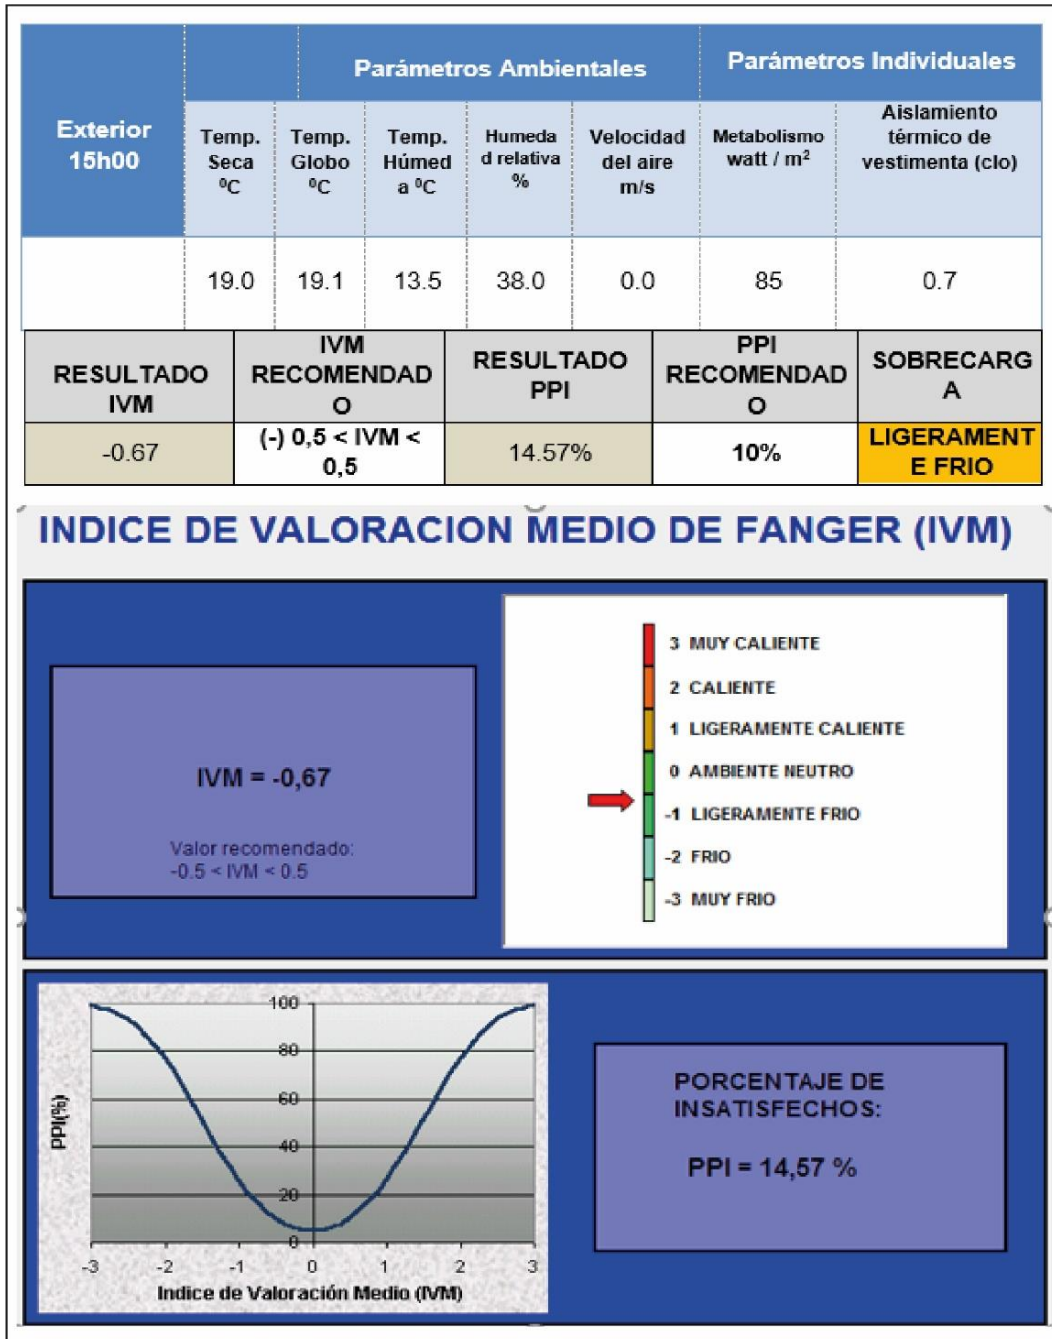 Parámetros Ambientales
Parámetros Individuales
Exterior
15h00
Temp.
Seca
⁰C
Temp.
Globo
⁰C
Temp.
Húmed
a ⁰C
Humeda
d relativa
%
Velocidad
del aire
m/s
Metabolismo
watt / m²
Aislamiento
térmico de
vestimenta (clo)
19.0
19.1
13.5
38.0
0.0
85
0.7
RESULTADO
IVM
IVM
RECOMENDAD
O
RESULTADO
PPI
PPI
RECOMENDAD
O
SOBRECARG
A
-0.67
(-) 0,5 < IVM <
0,5
14.57%
10%
LIGERAMENT
E FRIO
INDICE DE VALORACION MEDIO DE FANGER (IVM)
IVM = -0,67
Valor recomendado:
-0.5 < IVM < 0.5
3 MUY CALIENTE
2 CALIENTE
1 LIGERAMENTE CALIENTE
0 AMBIENTE NEUTRO
-1 LIGERAMENTE FRIO
-2 FRIO
-3 MUY FRIO
PPI(%)
100
80
60
40
20
0
-3 -2 -1 0 1 2 3
Indice de Valoración Medio (IVM)
PORCENTAJE DE
INSATISFECHOS:
PPI = 14,57 %